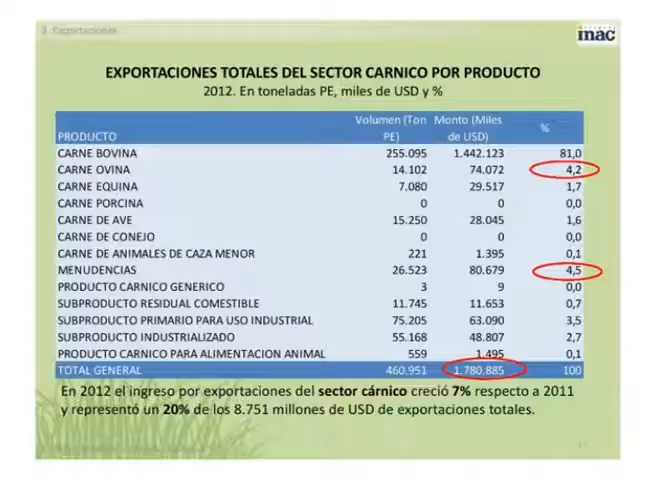 3 Exportaciones
inac
EXPORTACIONES TOTALES DEL SECTOR CARNICO POR PRODUCTO
2012. En toneladas PE, miles de USD y %
PRODUCTO Volumen (Ton PE) Monto (Miles de USD) %
CARNE BOVINA 255.095 1.442.123 81,0
CARNE OVINA 14.102 74.072 4,2
CARNE EQUINA 7.080 29.517 1,7
CARNE PORCINA 0 0 0,0
CARNE DE AVE 15.250 28.045 1,6
CARNE DE CONEJO 0 0 0,0
CARNE DE ANIMALES DE CAZA MENOR 221 1.395 0,1
MENUDENCIAS 26.523 80.679 4,5
PRODUCTO CARNICO GENERICO 3 9 0,0
SUBPRODUCTO RESIDUAL COMESTIBLE 11.745 11.653 0,7
SUBPRODUCTO PRIMARIO PARA USO INDUSTRIAL 75.205 63.090 3,5
SUBPRODUCTO INDUSTRIALIZADO 55.168 48.807 2,7
PRODUCTO CARNICO PARA ALIMENTACION ANIMAL 559 1.495 0,1
TOTAL GENERAL 460.951 1.780.885 100
En 2012 el ingreso por exportaciones del sector cárnico creció 7% respecto a 2011
y representó un 20% de los 8.751 millones de USD de exportaciones totales.